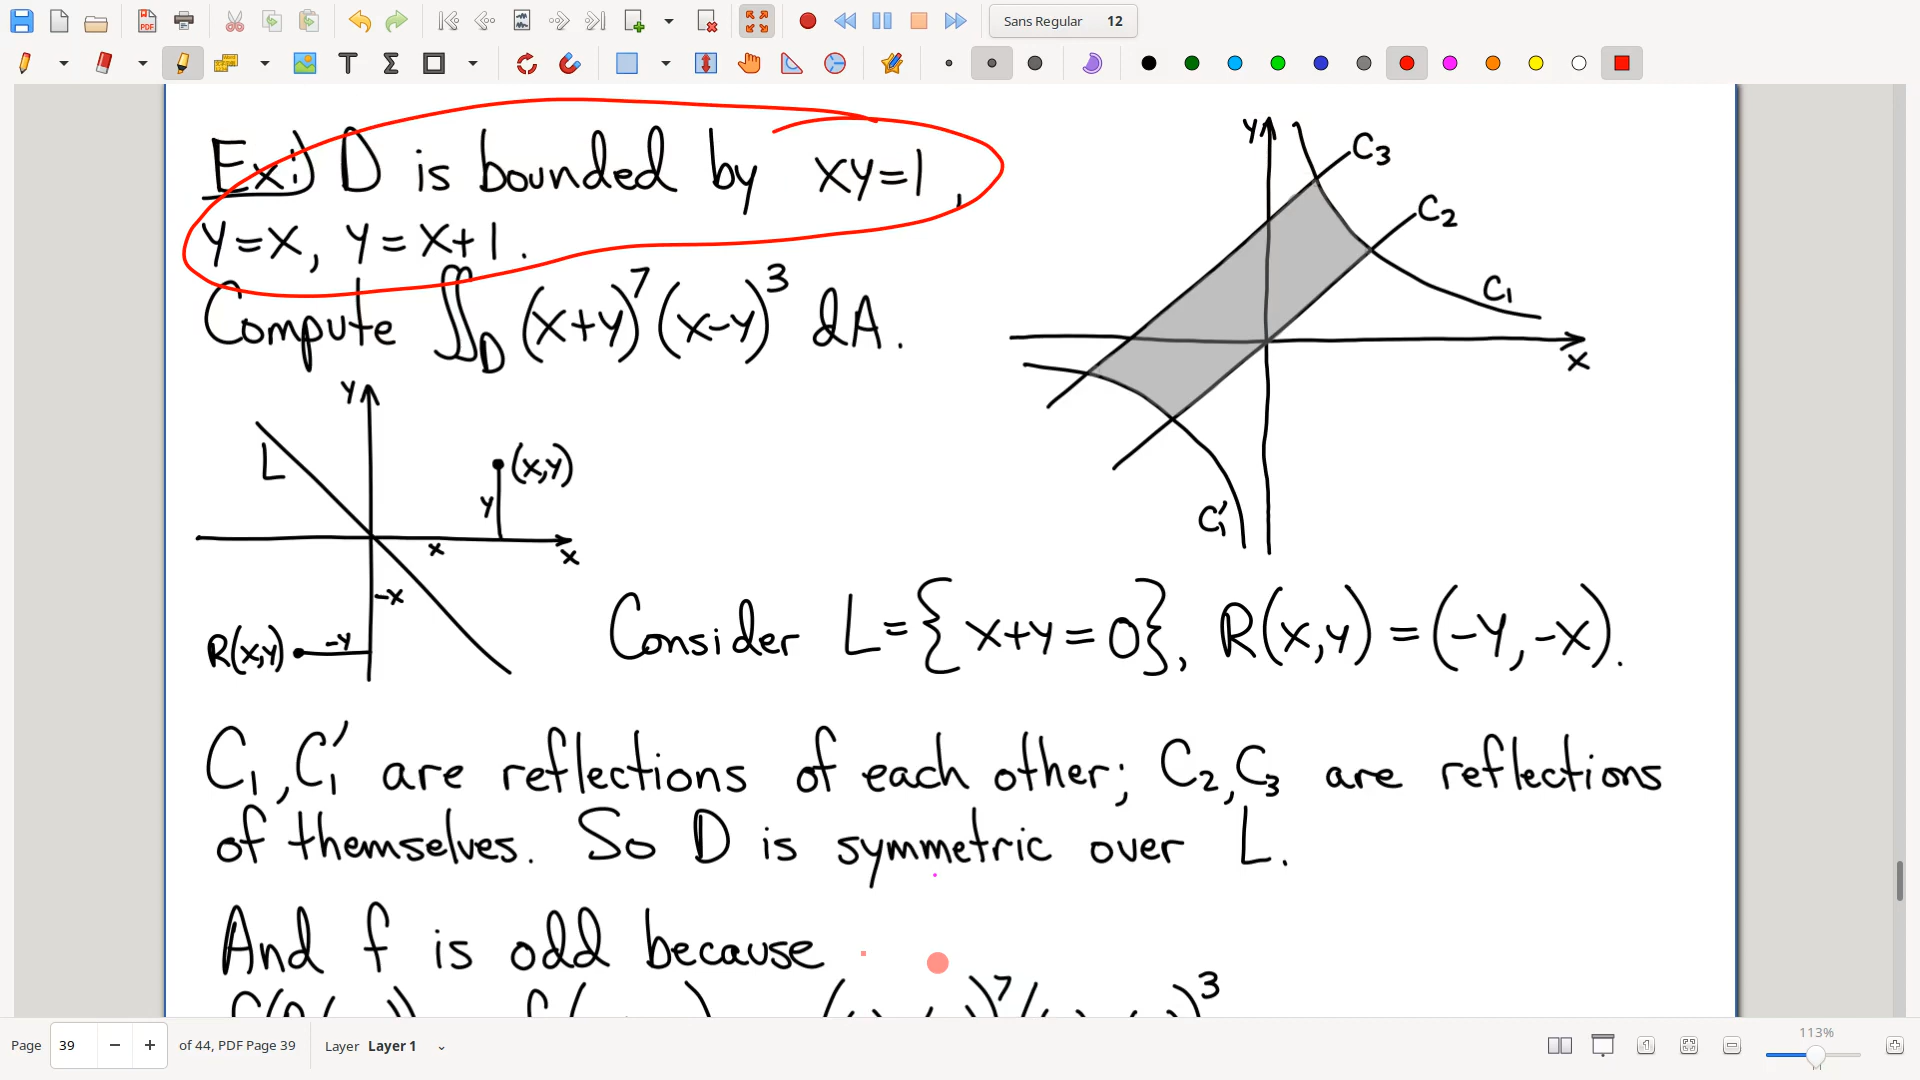 Sans Regular 12
Ex:) D is bounded by xy=1,
y=x, y=x+1.
Compute ∬_D (x+y)^7 (x-y)^3 dA.
y
C3
C2
C1
x
C1'
y
L
(x,y)
y
x
x
-x
R(x,y)
-y
Consider L={x+y=0}, R(x,y)=(-y,-x).
C1,C1' are reflections of each other; C2,C3 are reflections
of themselves. So D is symmetric over L.
And f is odd because
Page 39 of 44, PDF Page 39 Layer Layer 1
113%